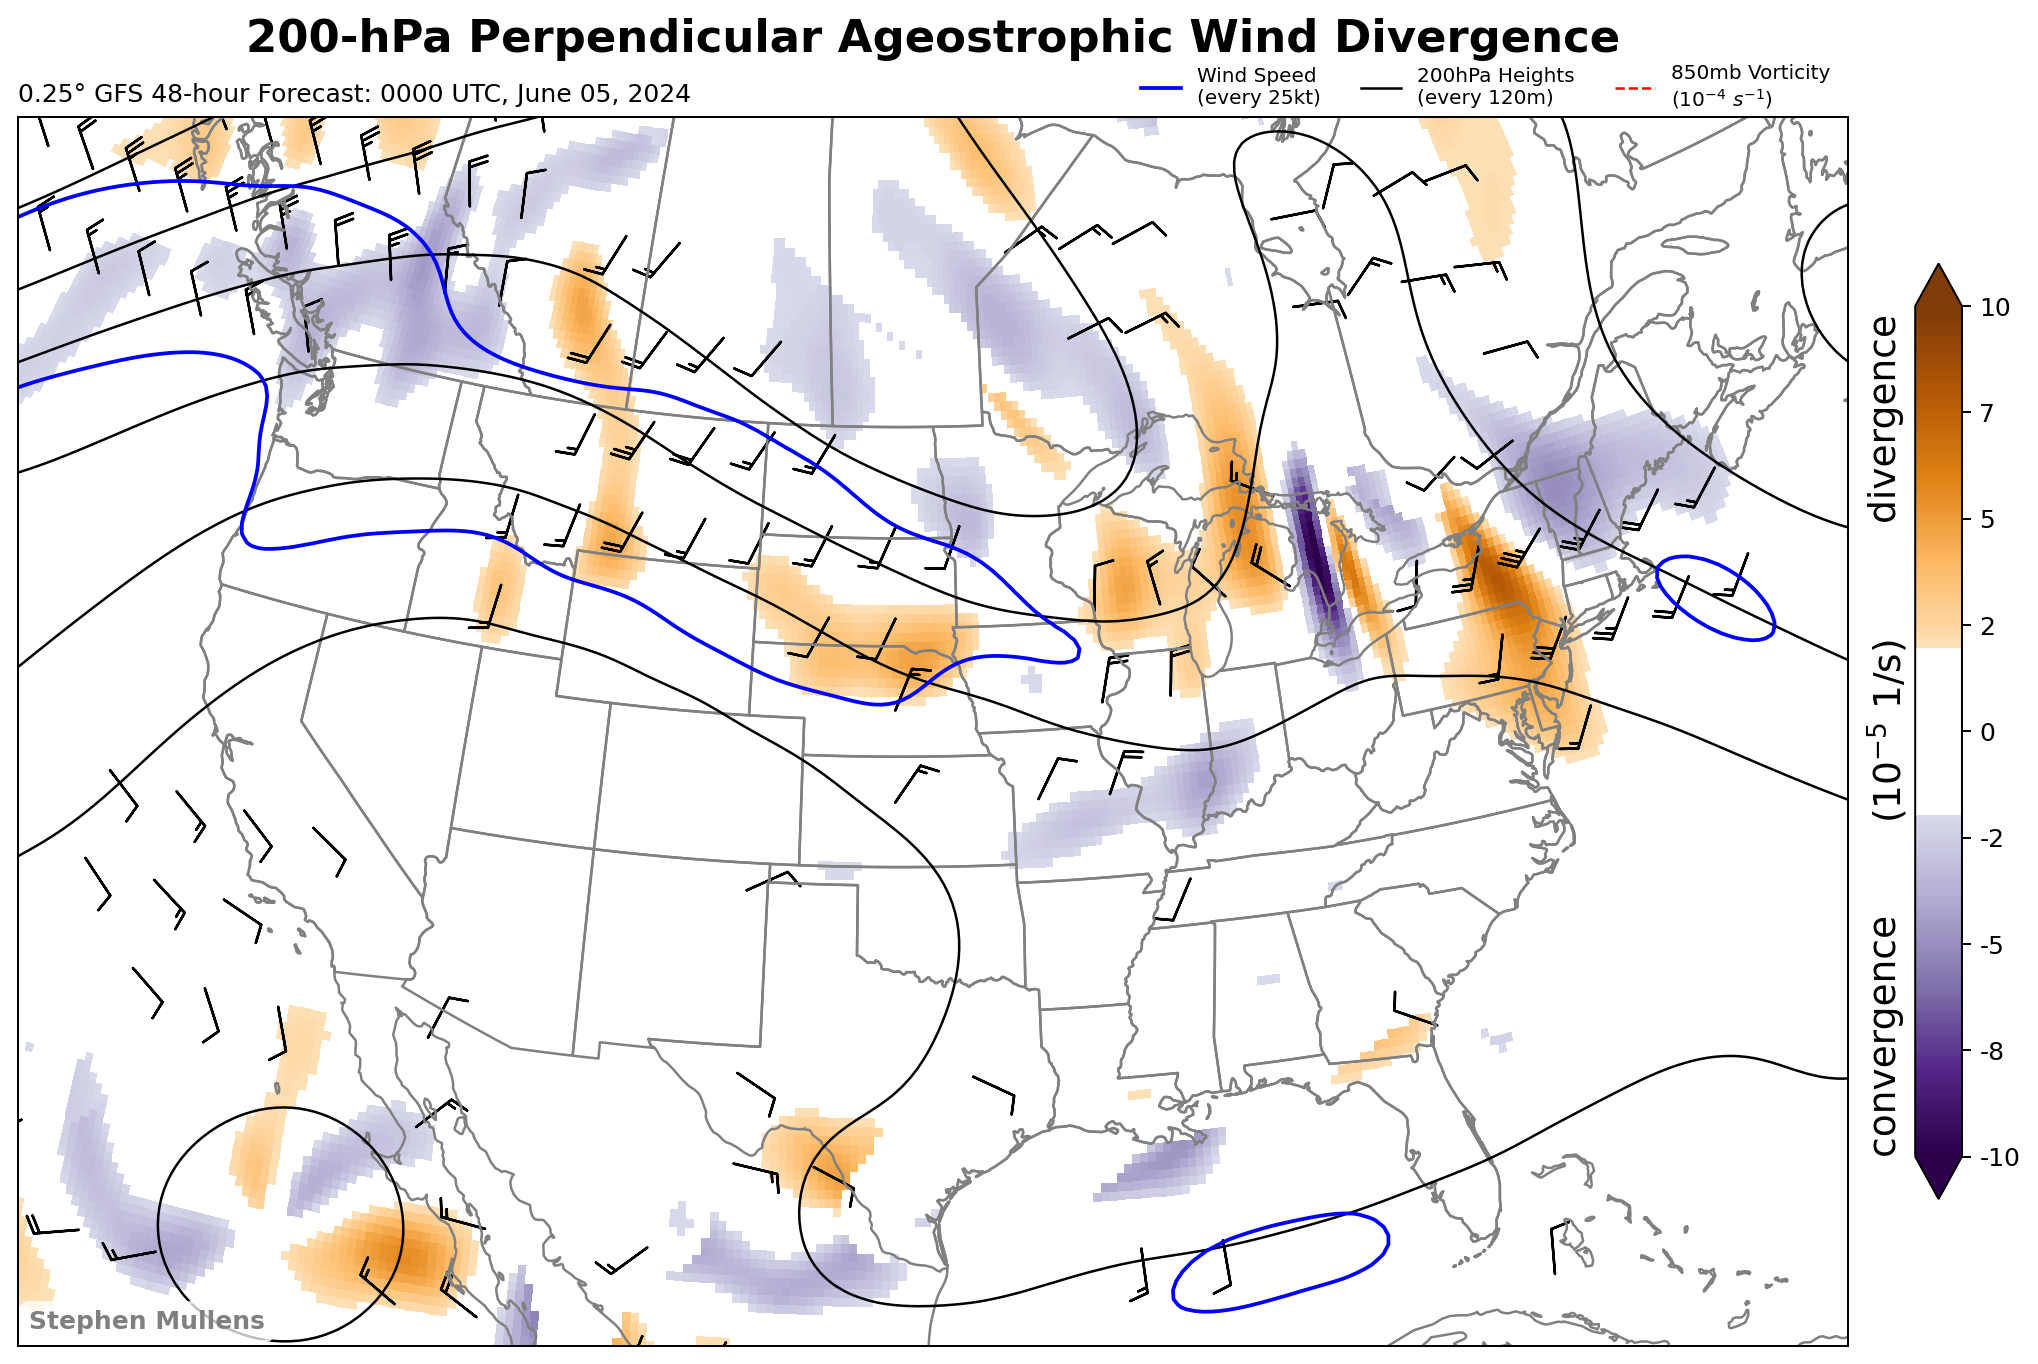 200-hPa Perpendicular Ageostrophic Wind Divergence
0.25° GFS 48-hour Forecast: 0000 UTC, June 05, 2024
Wind Speed
(every 25kt)
200hPa Heights
(every 120m)
850mb Vorticity
(10⁻⁴ s⁻¹)
10
7
5
2
0
-2
-5
-8
-10
convergence (10⁻⁵ 1/s) divergence
Stephen Mullens